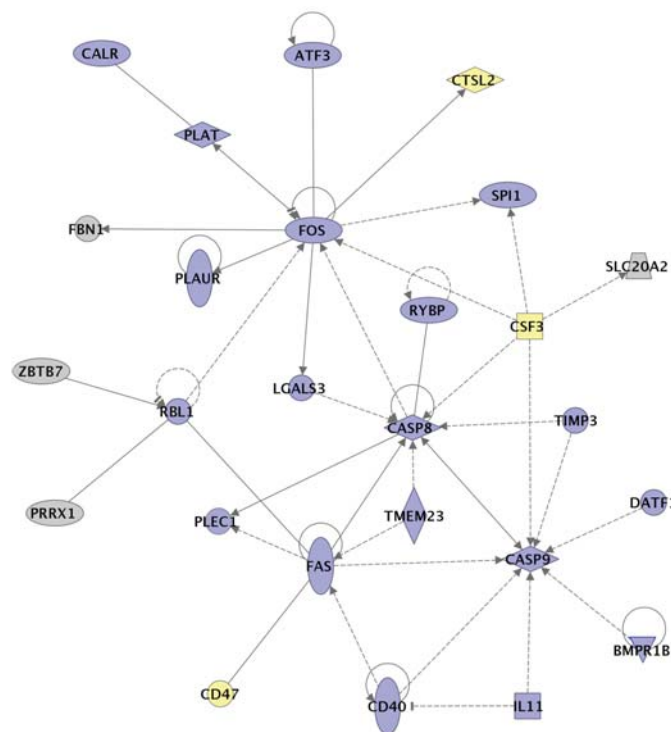 ATF3
CALR
CTSL2
PLAT
SPI1
FBN1
FOS
PLAUR
SLC20A2
RYBP
CSF3
ZBTB7
LGALS3
RBL1
CASP8
TIMP3
DATF1
PRRX1
PLEC1
TMEM23
FAS
CASP9
BMPR1B
CD47
CD40
IL11